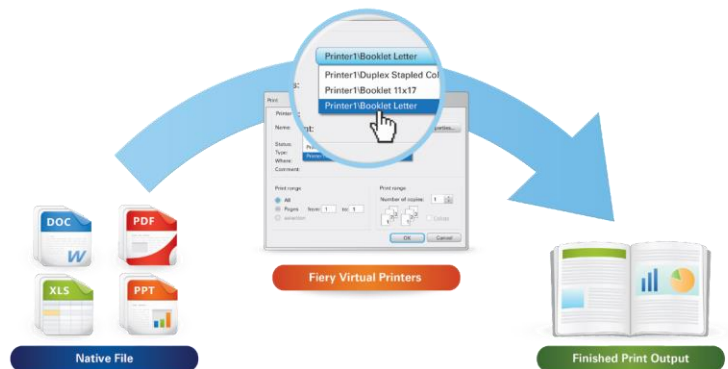 Printer1\Booklet Letter
Printer1\Duplex Stapled Col
Printer1\Booklet 11x17
Printer1\Booklet Letter
Print
Printer
Name:
nt:
Status:
Type:
Where:
Comment:
Print range
All
Pages from: 1 to: 1
selection
Print range
Number of copies: 1
Collate
OK
Cancel
DOC
W
PDF
XLS
PPT
Fiery Virtual Printers
Native File
Finished Print Output